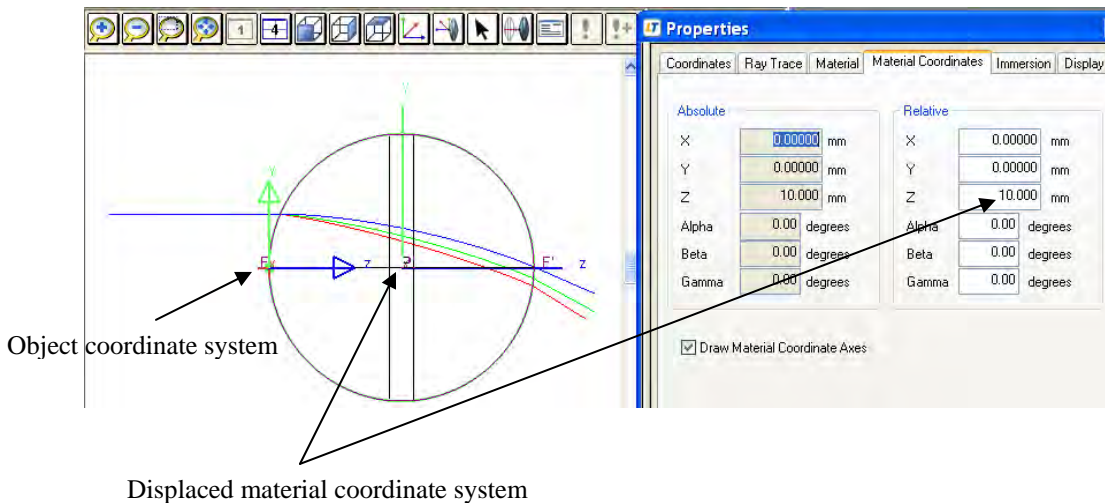 1
4
!
!+
Properties
Coordinates
Ray Trace
Material
Material Coordinates
Immersion
Display
Absolute
X 0.00000 mm
Y 0.00000 mm
Z 10.000 mm
Alpha 0.00 degrees
Beta 0.00 degrees
Gamma 0.00 degrees
Relative
X 0.00000 mm
Y 0.00000 mm
Z 10.000 mm
Alpha 0.00 degrees
Beta 0.00 degrees
Gamma 0.00 degrees
Draw Material Coordinate Axes
Y
Y
F
z
F'
z
Object coordinate system
Displaced material coordinate system